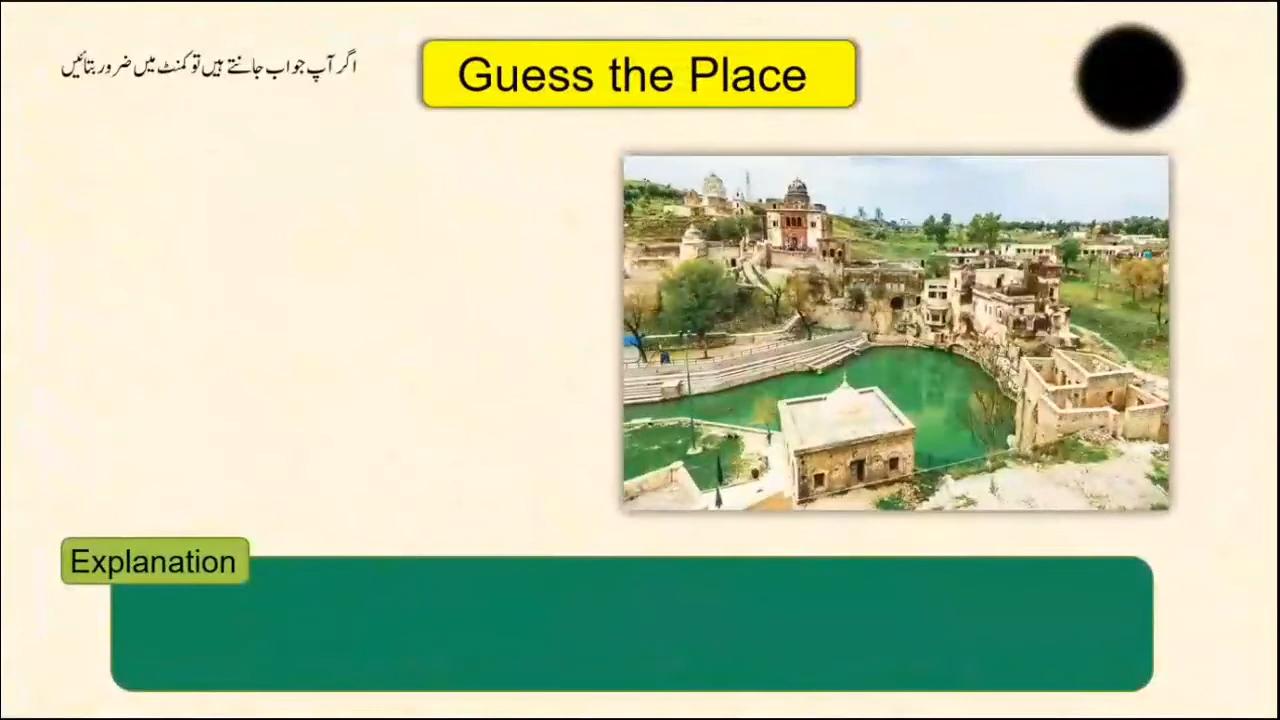 اگر آپ جواب جانتے ہیں تو کمنٹ میں ضرور بتائیں
Guess the Place
Explanation